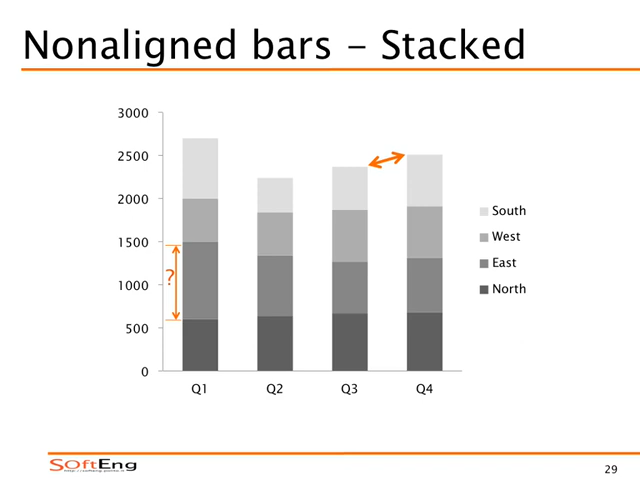 Nonaligned bars – Stacked
3000
2500
2000
1500
1000
500
0
?
Q1 Q2 Q3 Q4
South
West
East
North
SOftEng
29